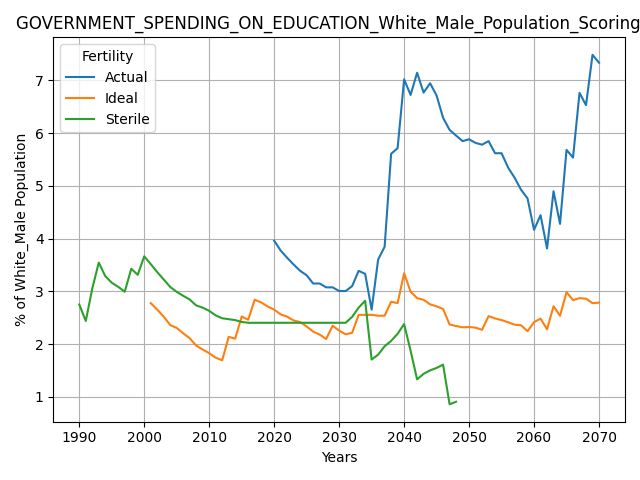 GOVERNMENT_SPENDING_ON_EDUCATION_White_Male_Population_Scoring
Fertility
Actual
Ideal
Sterile
% of White_Male Population
7
6
5
4
3
2
1
1990 2000 2010 2020 2030 2040 2050 2060 2070
Years